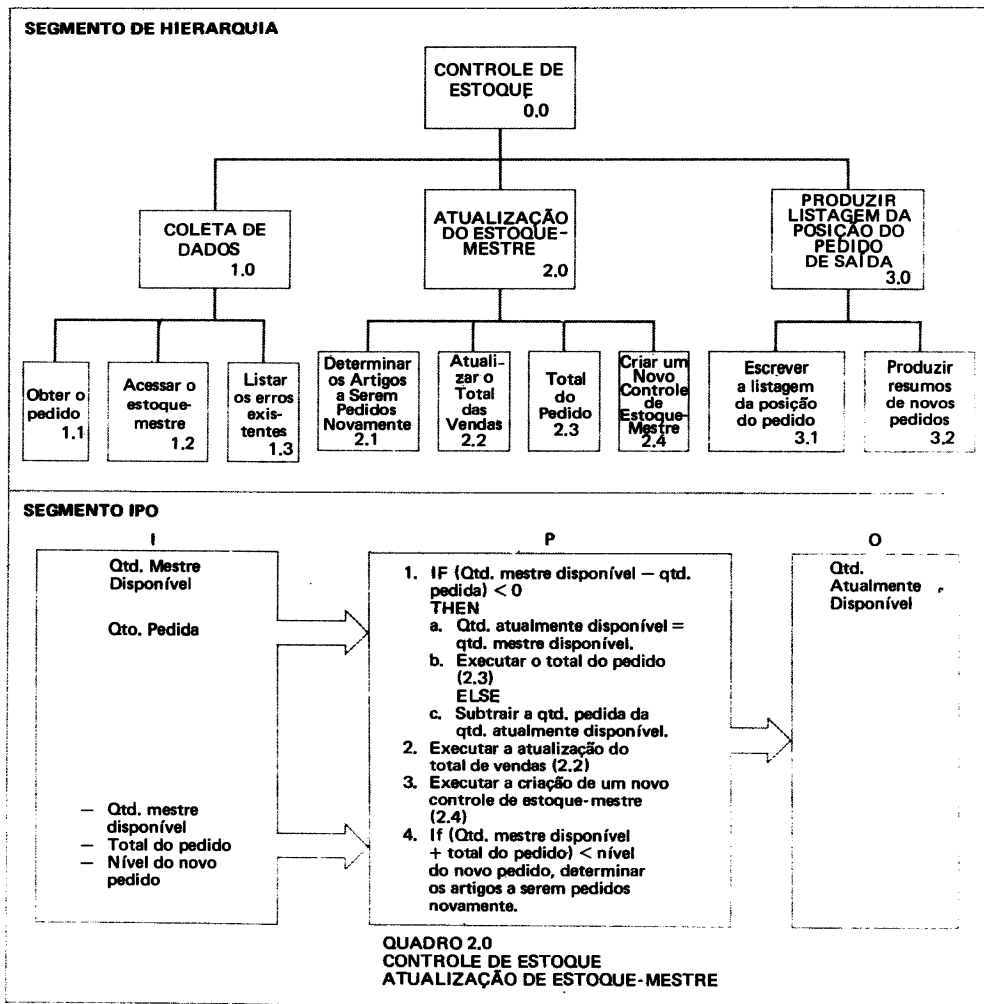 SEGMENTO DE HIERARQUIA
CONTROLE DE
ESTOQUE
0.0
COLETA DE
DADOS
1.0
ATUALIZAÇÃO
DO ESTOQUE-
MESTRE
2.0
PRODUZIR
LISTAGEM DA
POSIÇÃO DO
PEDIDO
DE SAÍDA
3.0
Obter o
pedido
1.1
Acessar o
estoque-
mestre
1.2
Listar
os erros
exis-
tentes
1.3
Determinar
os Artigos
a Serem
Pedidos
Novamente
2.1
Atuali-
zar o
Total
das
Vendas
2.2
Total
do
Pedido
2.3
Criar um
Novo
Controle
de
Estoque-
Mestre
2.4
Escrever
a listagem
da posição
do pedido
3.1
Produzir
resumos
de novos
pedidos
3.2
SEGMENTO IPO
I
Qtd. Mestre
Disponível
Qto. Pedida
— Qtd. mestre
disponível
— Total do pedido
— Nível do novo
pedido
P
1. IF (Qtd. mestre disponível — qtd.
pedida) < 0
THEN
a. Qtd. atualmente disponível =
qtd. mestre disponível.
b. Executar o total do pedido
(2.3)
ELSE
c. Subtrair a qtd. pedida da
qtd. atualmente disponível.
2. Executar a atualização do
total de vendas (2.2)
3. Executar a criação de um novo
controle de estoque-mestre
(2.4)
4. If (Qtd. mestre disponível
+ total do pedido) < nível
do novo pedido, determinar
os artigos a serem pedidos
novamente.
O
Qtd.
Atualmente
Disponível
QUADRO 2.0
CONTROLE DE ESTOQUE
ATUALIZAÇÃO DE ESTOQUE-MESTRE